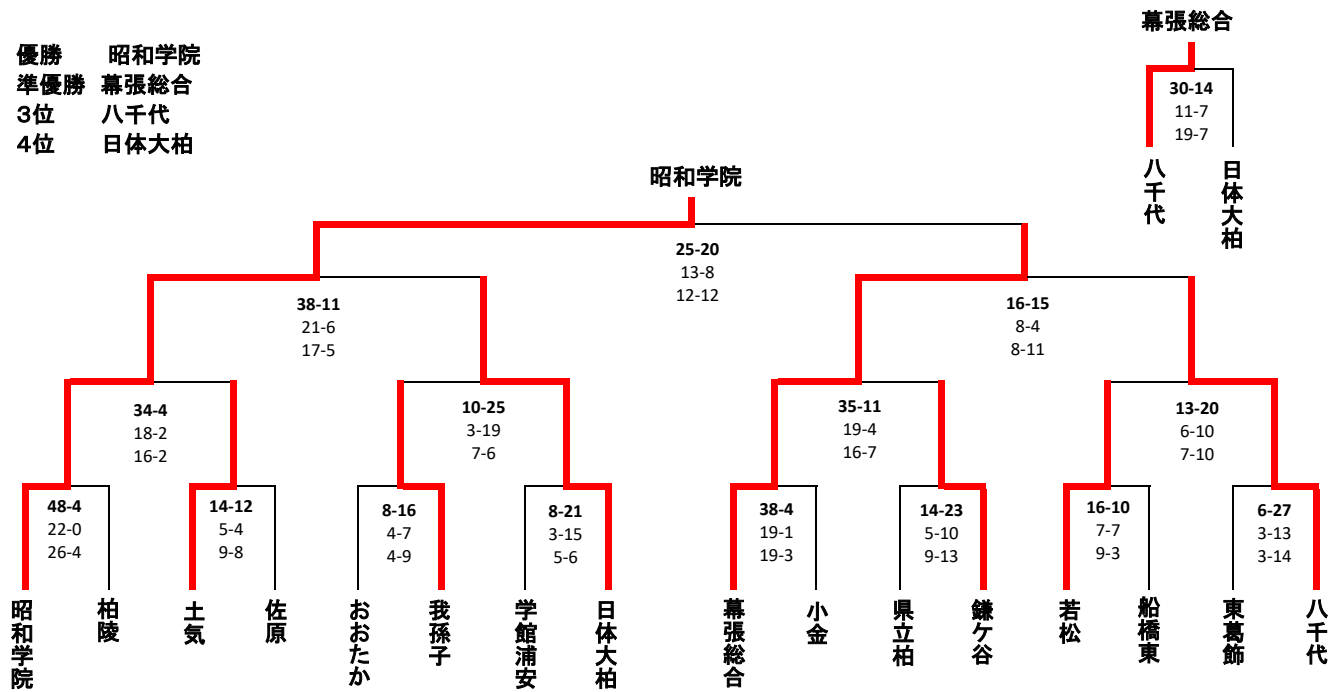 幕張総合
優勝 昭和学院
準優勝 幕張総合
3位 八千代
4位 日体大柏
30-14
11-7
19-7
八千代
日体大柏
昭和学院
25-20
13-8
12-12
38-11
21-6
17-5
16-15
8-4
8-11
34-4
18-2
16-2
10-25
3-19
7-6
35-11
19-4
16-7
13-20
6-10
7-10
48-4
22-0
26-4
14-12
5-4
9-8
8-16
4-7
4-9
8-21
3-15
5-6
38-4
19-1
19-3
14-23
5-10
9-13
16-10
7-7
9-3
6-27
3-13
3-14
昭和学院
柏陵
土気
佐原
おおたか
我孫子
学館浦安
日体大柏
幕張総合
小金
県立柏
鎌ケ谷
若松
船橋東
東葛飾
八千代